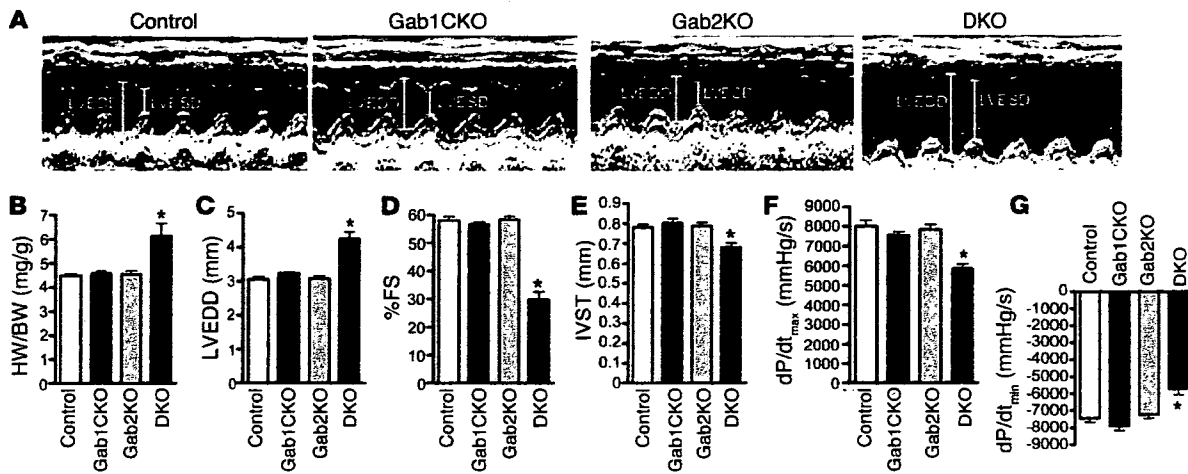 A
Control
Gab1CKO
Gab2KO
DKO
LVEDD
LVESD
LVEDD
LVESD
LVEDD
LVESD
LVEDD
LVESD
B
HW/BW (mg/g)
7
6
5
4
3
2
1
0
*
Control
Gab1CKO
Gab2KO
DKO
C
LVEDD (mm)
5
4
3
2
1
0
*
Control
Gab1CKO
Gab2KO
DKO
D
%FS
60
50
40
30
20
10
0
*
Control
Gab1CKO
Gab2KO
DKO
E
IVST (mm)
0.9
0.8
0.7
0.6
0.5
0.4
0.3
0.2
0.1
0
*
Control
Gab1CKO
Gab2KO
DKO
F
dP/dtmax (mmHg/s)
9000
8000
7000
6000
5000
4000
3000
2000
1000
0
*
Control
Gab1CKO
Gab2KO
DKO
G
Control
Gab1CKO
Gab2KO
DKO
dP/dtmin (mmHg/s)
0
-1000
-2000
-3000
-4000
-5000
-6000
-7000
-8000
-9000
*